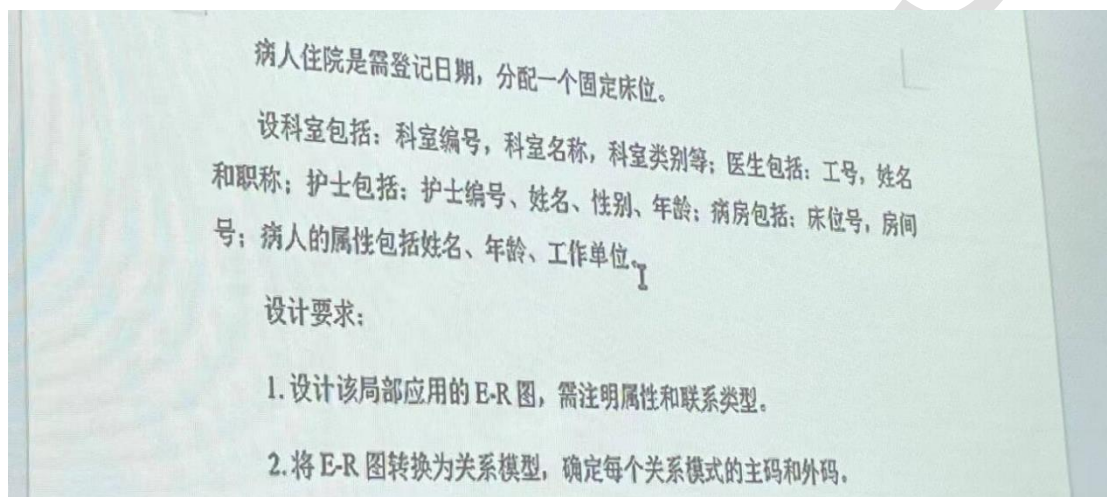 病人住院是需登记日期，分配一个固定床位。
设科室包括：科室编号，科室名称，科室类别等；医生包括：工号，姓名
和职称；护士包括：护士编号、姓名、性别、年龄；病房包括：床位号，房间
号；病人的属性包括姓名、年龄、工作单位。
设计要求：
1. 设计该局部应用的 E-R 图，需注明属性和联系类型。
2. 将 E-R 图转换为关系模型，确定每个关系模式的主码和外码。